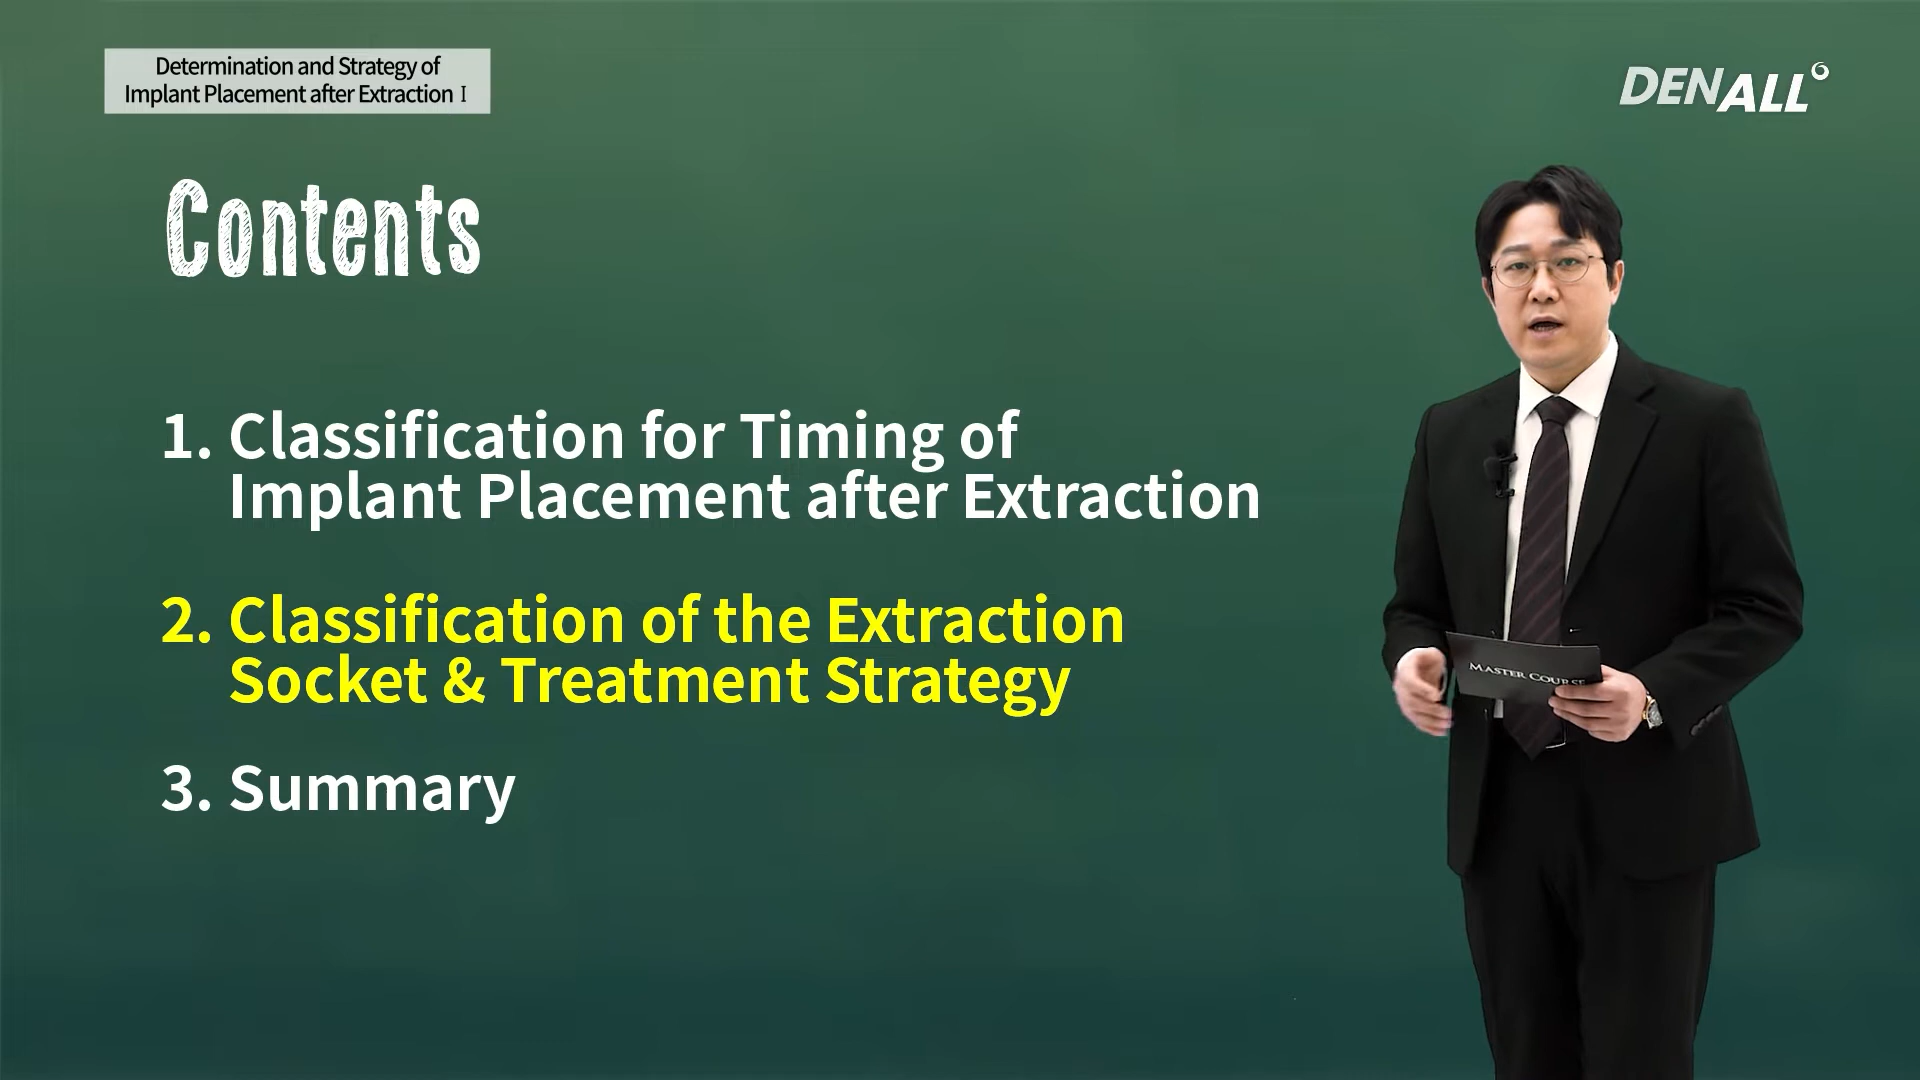 Determination and Strategy of
Implant Placement after Extraction Ⅰ
DENALL
Contents
1. Classification for Timing of
Implant Placement after Extraction
2. Classification of the Extraction
Socket & Treatment Strategy
3. Summary
MASTER COURSE